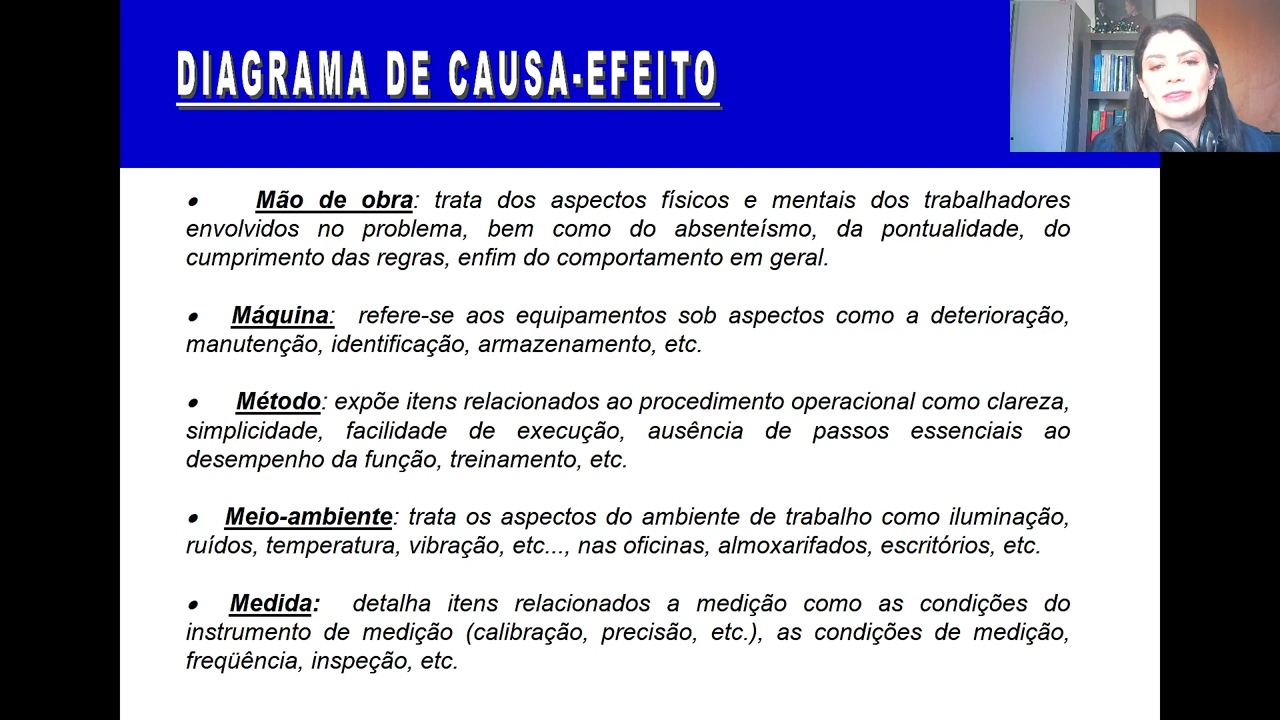 DIAGRAMA DE CAUSA-EFEITO
• Mão de obra: trata dos aspectos físicos e mentais dos trabalhadores
envolvidos no problema, bem como do absenteísmo, da pontualidade, do
cumprimento das regras, enfim do comportamento em geral.
• Máquina: refere-se aos equipamentos sob aspectos como a deterioração,
manutenção, identificação, armazenamento, etc.
• Método: expõe itens relacionados ao procedimento operacional como clareza,
simplicidade, facilidade de execução, ausência de passos essenciais ao
desempenho da função, treinamento, etc.
• Meio-ambiente: trata os aspectos do ambiente de trabalho como iluminação,
ruídos, temperatura, vibração, etc..., nas oficinas, almoxarifados, escritórios, etc.
• Medida: detalha itens relacionados a medição como as condições do
instrumento de medição (calibração, precisão, etc.), as condições de medição,
freqüência, inspeção, etc.